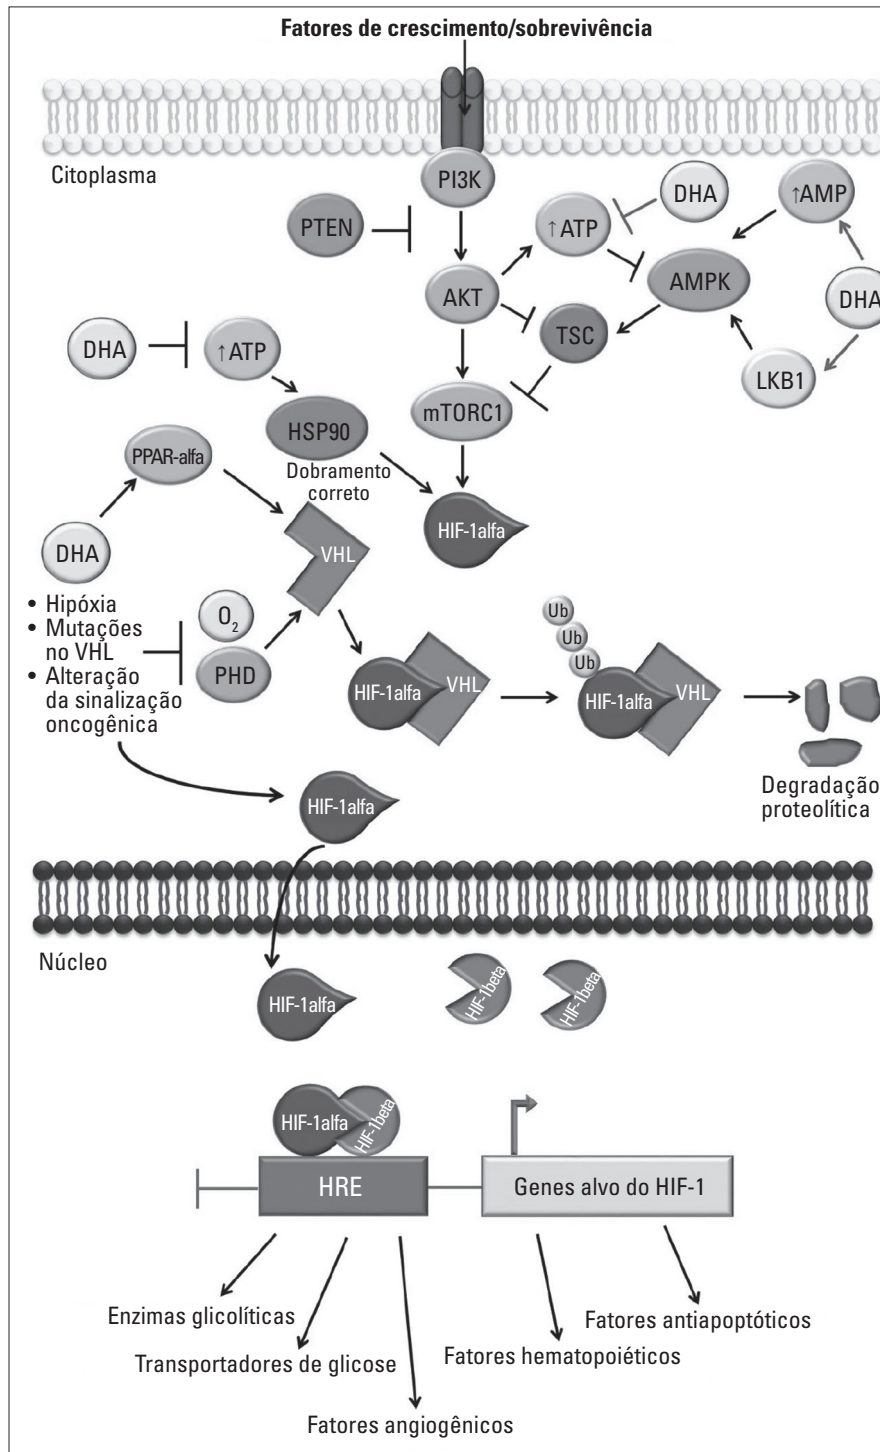 Fatores de crescimento/sobrevivência
Citoplasma
PI3K
PTEN
↑ATP
DHA
↑AMP
AKT
AMPK
DHA
TSC
LKB1
DHA
↑ATP
mTORC1
HSP90
Dobramento
correto
PPAR-alfa
HIF-1alfa
VHL
DHA
• Hipóxia
• Mutações
no VHL
• Alteração
da sinalização
oncogênica
O2
PHD
HIF-1alfa
VHL
Ub
Ub
Ub
HIF-1alfa
VHL
Degradação
proteolítica
HIF-1alfa
Núcleo
HIF-1alfa
HIF-1beta
HIF-1beta
HIF-1alfa
HIF-1beta
HRE
Genes alvo do HIF-1
Enzimas glicolíticas
Transportadores de glicose
Fatores angiogênicos
Fatores hematopoiéticos
Fatores antiapoptóticos